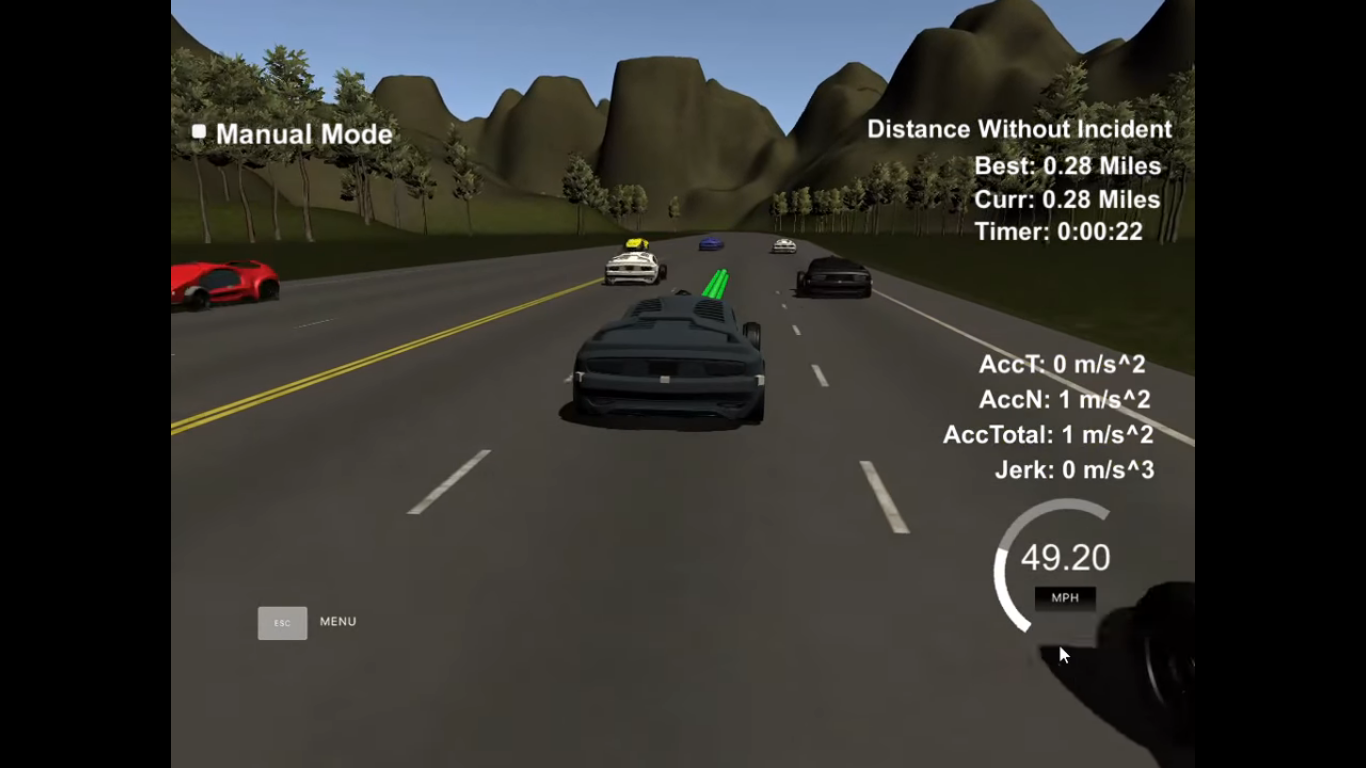 Manual Mode
Distance Without Incident
Best: 0.28 Miles
Curr: 0.28 Miles
Timer: 0:00:22
AccT: 0 m/s^2
AccN: 1 m/s^2
AccTotal: 1 m/s^2
Jerk: 0 m/s^3
49.20
MPH
ESC MENU